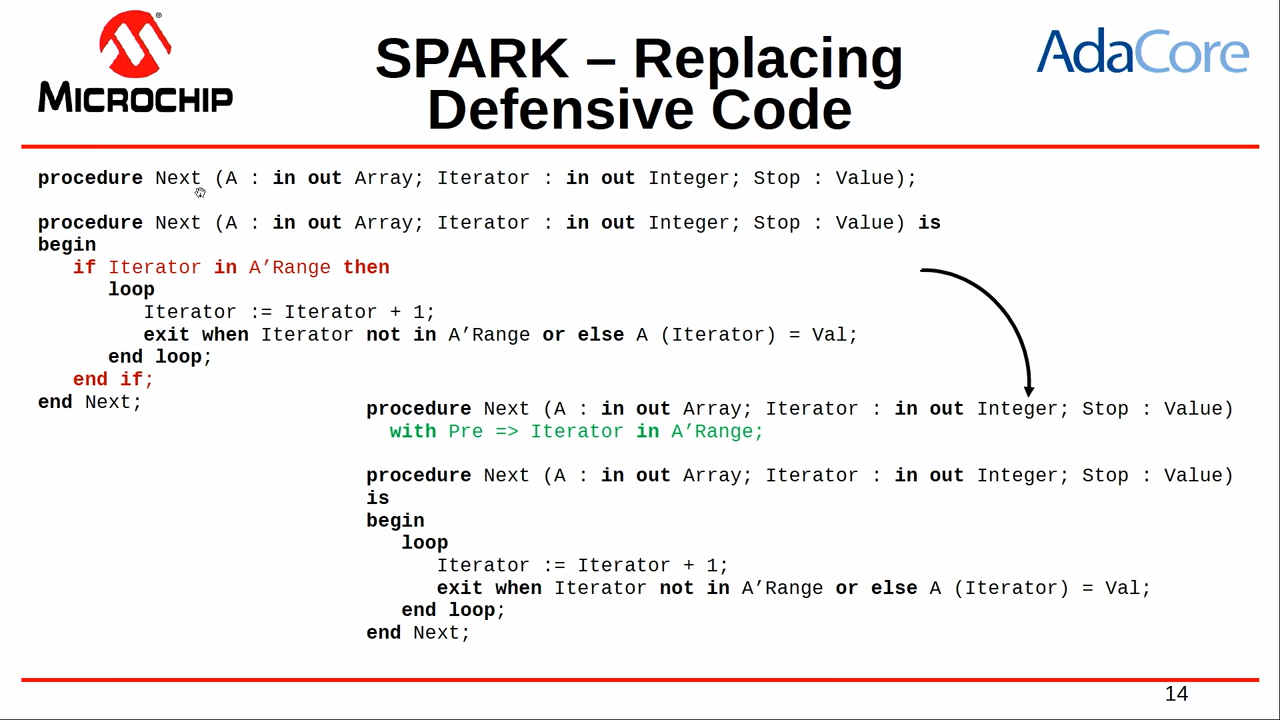 MICROCHIP
®
SPARK – Replacing
Defensive Code
AdaCore
procedure Next (A : in out Array; Iterator : in out Integer; Stop : Value);
procedure Next (A : in out Array; Iterator : in out Integer; Stop : Value) is
begin
if Iterator in A’Range then
loop
Iterator := Iterator + 1;
exit when Iterator not in A’Range or else A (Iterator) = Val;
end loop;
end if;
end Next;
procedure Next (A : in out Array; Iterator : in out Integer; Stop : Value)
with Pre => Iterator in A’Range;
procedure Next (A : in out Array; Iterator : in out Integer; Stop : Value)
is
begin
loop
Iterator := Iterator + 1;
exit when Iterator not in A’Range or else A (Iterator) = Val;
end loop;
end Next;
14